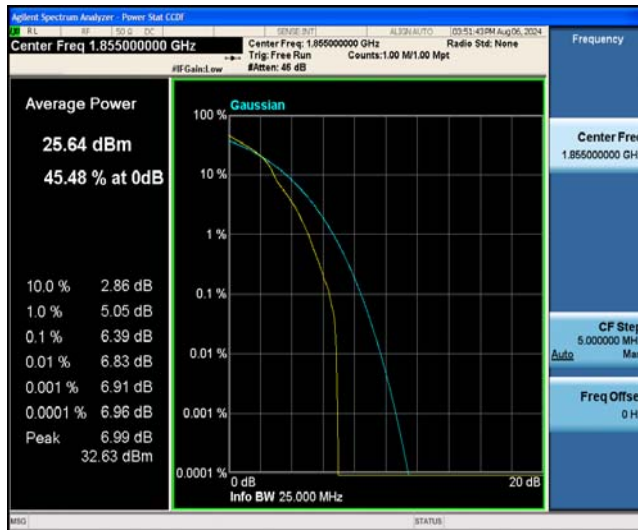 Agilent Spectrum Analyzer - Power Stat CCDF
RL RF 50 Ω DC SENSE:INT ALIGN AUTO 03:51:43 PM Aug 06, 2024
Center Freq 1.855000000 GHz
Center Freq: 1.855000000 GHz Radio Std: None
Trig: Free Run Counts:1.00 M/1.00 Mpt
#IFGain:Low #Atten: 46 dB
Frequency
Average Power
25.64 dBm
45.48 % at 0dB
10.0 % 2.86 dB
1.0 % 5.05 dB
0.1 % 6.39 dB
0.01 % 6.83 dB
0.001 % 6.91 dB
0.0001 % 6.96 dB
Peak 6.99 dB
32.63 dBm
Gaussian
100 %
10 %
1 %
0.1 %
0.01 %
0.001 %
0.0001 %
0 dB 20 dB
Info BW 25.000 MHz
Center Fre
1.855000000 GH
CF Step
5.000000 MH
Auto Ma
Freq Offse
0 H
MSG STATUS